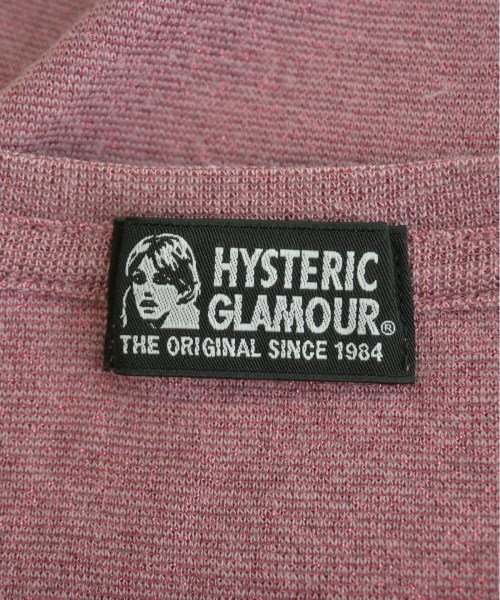 HYSTERIC
GLAMOUR®
THE ORIGINAL SINCE 1984